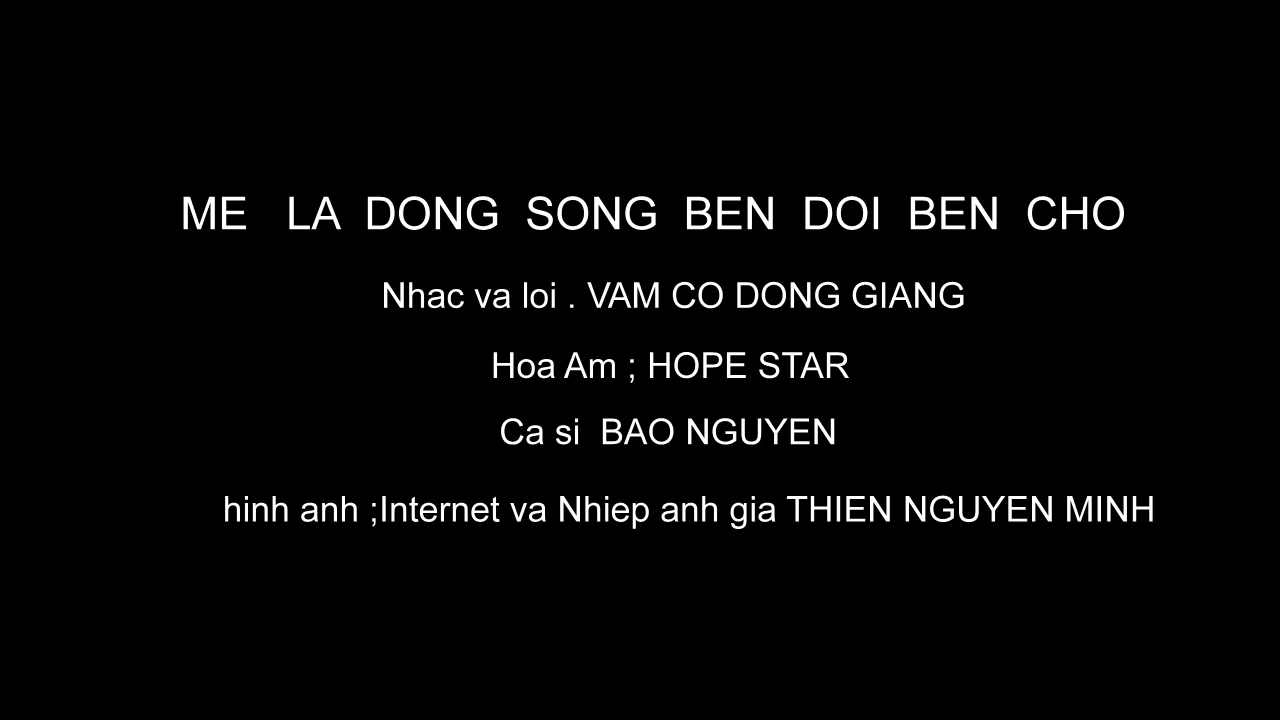 ME LA DONG SONG BEN DOI BEN CHO
Nhac va loi . VAM CO DONG GIANG
Hoa Am ; HOPE STAR
Ca si BAO NGUYEN
hinh anh ;Internet va Nhiep anh gia THIEN NGUYEN MINH